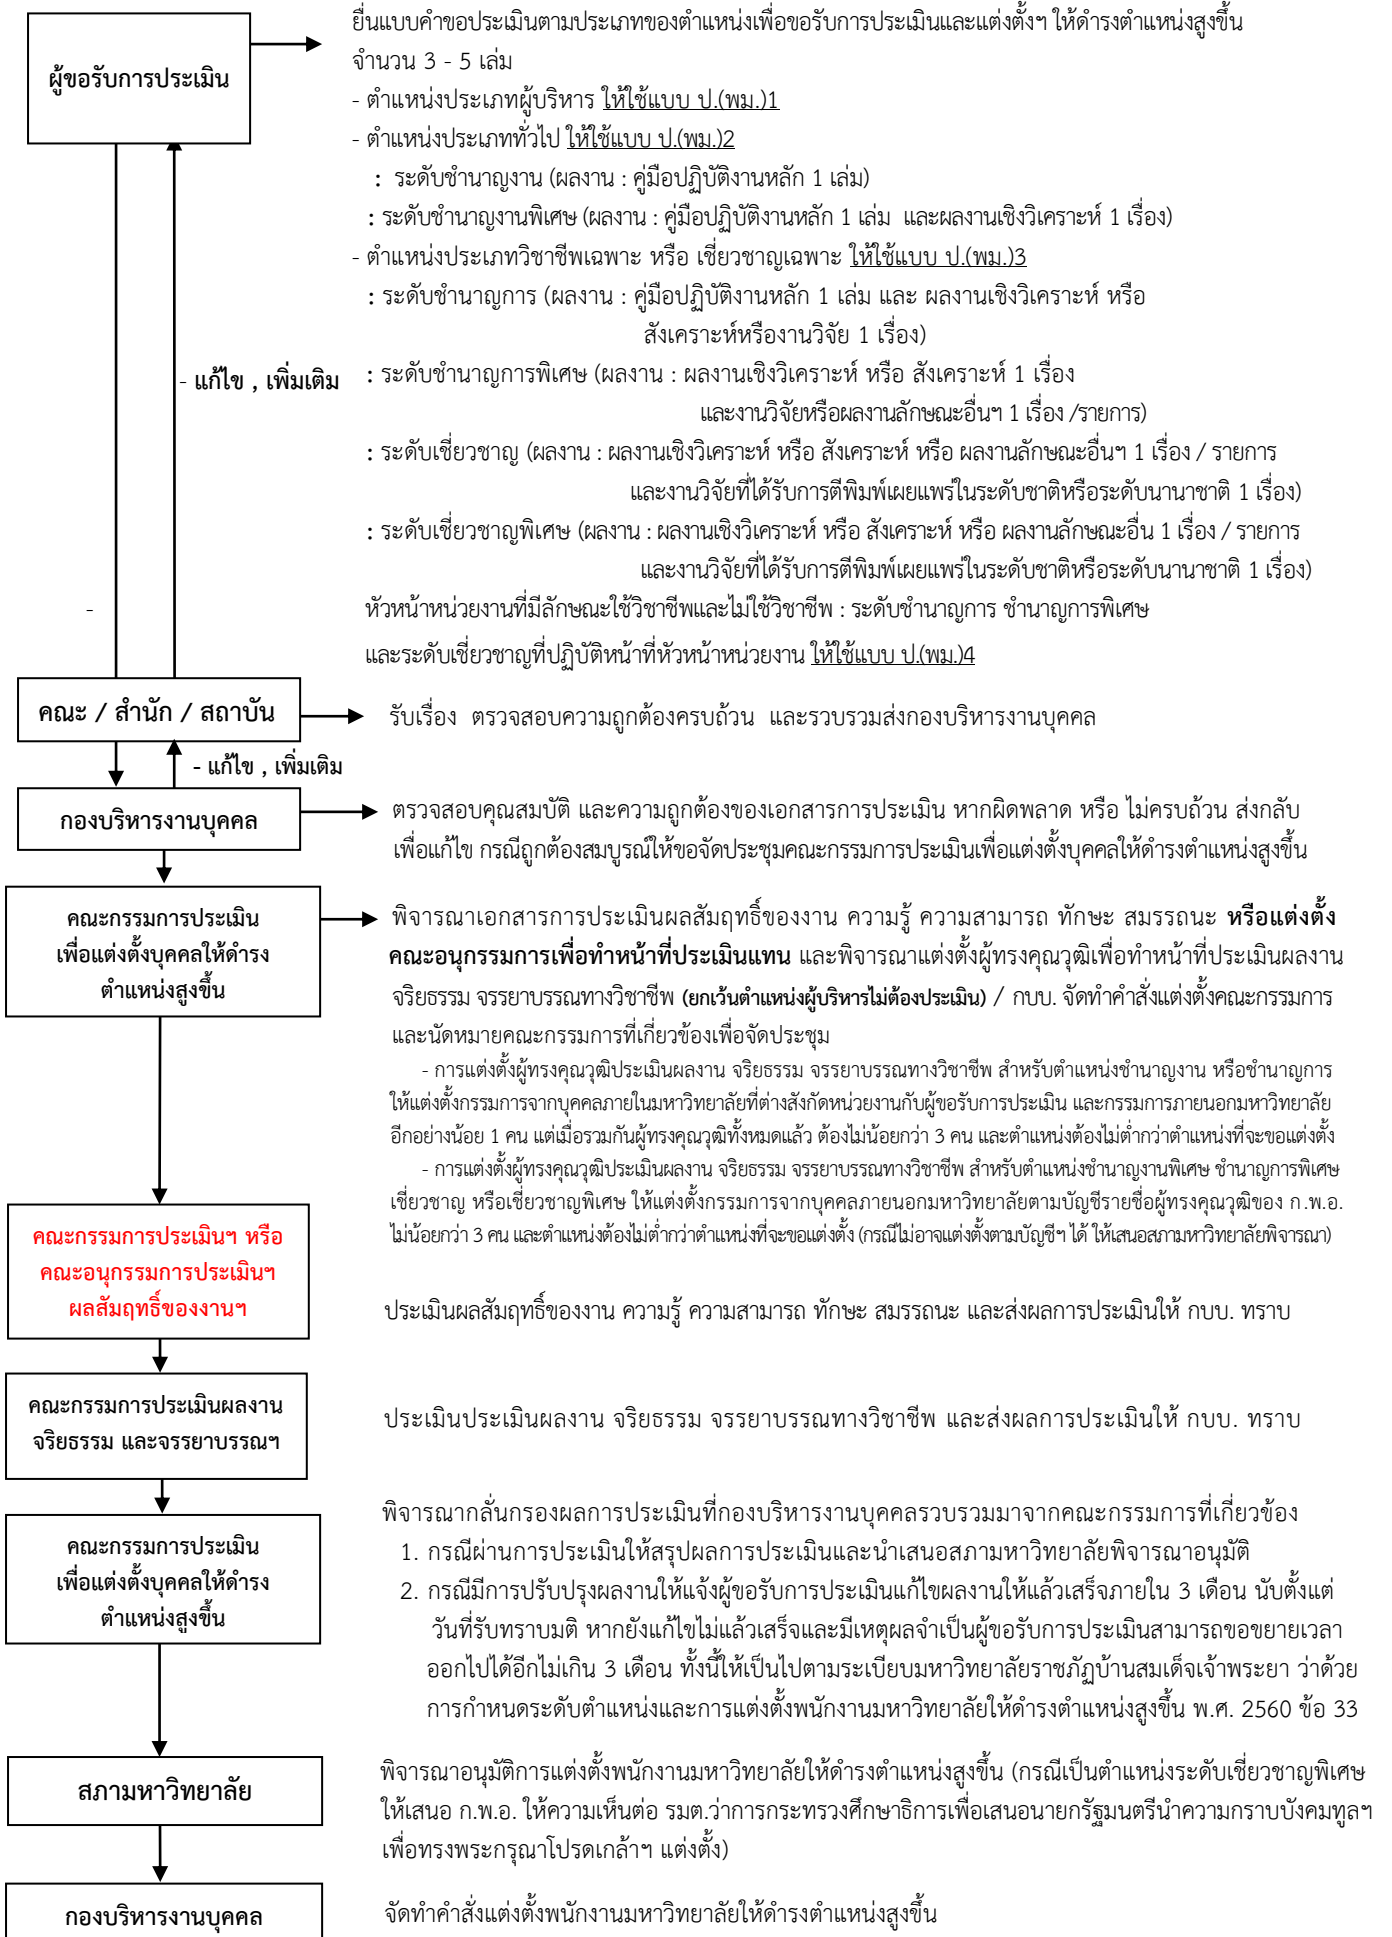 ยื่นแบบคำขอประเมินตามประเภทของตำแหน่งเพื่อขอรับการประเมินและแต่งตั้งฯ ให้ดำรงตำแหน่งสูงขึ้น
จำนวน 3 - 5 เล่ม
ผู้ขอรับการประเมิน
- ตำแหน่งประเภทผู้บริหาร ให้ใช้แบบ ป.(พม.)1
- ตำแหน่งประเภททั่วไป ให้ใช้แบบ ป.(พม.)2
: ระดับชำนาญงาน (ผลงาน : คู่มือปฏิบัติงานหลัก 1 เล่ม)
: ระดับชำนาญงานพิเศษ (ผลงาน : คู่มือปฏิบัติงานหลัก 1 เล่ม และผลงานเชิงวิเคราะห์ 1 เรื่อง)
- ตำแหน่งประเภทวิชาชีพเฉพาะ หรือ เชี่ยวชาญเฉพาะ ให้ใช้แบบ ป.(พม.)3
: ระดับชำนาญการ (ผลงาน : คู่มือปฏิบัติงานหลัก 1 เล่ม และ ผลงานเชิงวิเคราะห์ หรือ
สังเคราะห์หรืองานวิจัย 1 เรื่อง)
- แก้ไข , เพิ่มเติม
: ระดับชำนาญการพิเศษ (ผลงาน : ผลงานเชิงวิเคราะห์ หรือ สังเคราะห์ 1 เรื่อง
และงานวิจัยหรือผลงานลักษณะอื่นฯ 1 เรื่อง /รายการ)
: ระดับเชี่ยวชาญ (ผลงาน : ผลงานเชิงวิเคราะห์ หรือ สังเคราะห์ หรือ ผลงานลักษณะอื่นฯ 1 เรื่อง / รายการ
และงานวิจัยที่ได้รับการตีพิมพ์เผยแพร่ในระดับชาติหรือระดับนานาชาติ 1 เรื่อง)
: ระดับเชี่ยวชาญพิเศษ (ผลงาน : ผลงานเชิงวิเคราะห์ หรือ สังเคราะห์ หรือ ผลงานลักษณะอื่น 1 เรื่อง / รายการ
และงานวิจัยที่ได้รับการตีพิมพ์เผยแพร่ในระดับชาติหรือระดับนานาชาติ 1 เรื่อง)
-
หัวหน้าหน่วยงานที่มีลักษณะใช้วิชาชีพและไม่ใช้วิชาชีพ : ระดับชำนาญการ ชำนาญการพิเศษ
และระดับเชี่ยวชาญที่ปฏิบัติหน้าที่หัวหน้าหน่วยงาน ให้ใช้แบบ ป.(พม.)4
คณะ / สำนัก / สถาบัน
รับเรื่อง ตรวจสอบความถูกต้องครบถ้วน และรวบรวมส่งกองบริหารงานบุคคล
- แก้ไข , เพิ่มเติม
กองบริหารงานบุคคล
ตรวจสอบคุณสมบัติ และความถูกต้องของเอกสารการประเมิน หากผิดพลาด หรือ ไม่ครบถ้วน ส่งกลับ
เพื่อแก้ไข กรณีถูกต้องสมบูรณ์ให้ขอจัดประชุมคณะกรรมการประเมินเพื่อแต่งตั้งบุคคลให้ดำรงตำแหน่งสูงขึ้น
คณะกรรมการประเมิน
เพื่อแต่งตั้งบุคคลให้ดำรง
ตำแหน่งสูงขึ้น
พิจารณาเอกสารการประเมินผลสัมฤทธิ์ของงาน ความรู้ ความสามารถ ทักษะ สมรรถนะ หรือแต่งตั้ง
คณะอนุกรรมการเพื่อทำหน้าที่ประเมินแทน และพิจารณาแต่งตั้งผู้ทรงคุณวุฒิเพื่อทำหน้าที่ประเมินผลงาน
จริยธรรม จรรยาบรรณทางวิชาชีพ (ยกเว้นตำแหน่งผู้บริหารไม่ต้องประเมิน) / กบบ. จัดทำคำสั่งแต่งตั้งคณะกรรมการ
และนัดหมายคณะกรรมการที่เกี่ยวข้องเพื่อจัดประชุม
- การแต่งตั้งผู้ทรงคุณวุฒิประเมินผลงาน จริยธรรม จรรยาบรรณทางวิชาชีพ สำหรับตำแหน่งชำนาญงาน หรือชำนาญการ
ให้แต่งตั้งกรรมการจากบุคคลภายในมหาวิทยาลัยที่ต่างสังกัดหน่วยงานกับผู้ขอรับการประเมิน และกรรมการภายนอกมหาวิทยาลัย
อีกอย่างน้อย 1 คน แต่เมื่อรวมกันผู้ทรงคุณวุฒิทั้งหมดแล้ว ต้องไม่น้อยกว่า 3 คน และตำแหน่งต้องไม่ต่ำกว่าตำแหน่งที่จะขอแต่งตั้ง
- การแต่งตั้งผู้ทรงคุณวุฒิประเมินผลงาน จริยธรรม จรรยาบรรณทางวิชาชีพ สำหรับตำแหน่งชำนาญงานพิเศษ ชำนาญการพิเศษ
เชี่ยวชาญ หรือเชี่ยวชาญพิเศษ ให้แต่งตั้งกรรมการจากบุคคลภายนอกมหาวิทยาลัยตามบัญชีรายชื่อผู้ทรงคุณวุฒิของ ก.พ.อ.
ไม่น้อยกว่า 3 คน และตำแหน่งต้องไม่ต่ำกว่าตำแหน่งที่จะขอแต่งตั้ง (กรณีไม่อาจแต่งตั้งตามบัญชีฯ ได้ ให้เสนอสภามหาวิทยาลัยพิจารณา)
คณะกรรมการประเมินฯ หรือ
คณะอนุกรรมการประเมินฯ
ผลสัมฤทธิ์ของงานฯ
ประเมินผลสัมฤทธิ์ของงาน ความรู้ ความสามารถ ทักษะ สมรรถนะ และส่งผลการประเมินให้ กบบ. ทราบ
คณะกรรมการประเมินผลงาน
จริยธรรม และจรรยาบรรณฯ
ประเมินประเมินผลงาน จริยธรรม จรรยาบรรณทางวิชาชีพ และส่งผลการประเมินให้ กบบ. ทราบ
คณะกรรมการประเมิน
เพื่อแต่งตั้งบุคคลให้ดำรง
ตำแหน่งสูงขึ้น
พิจารณากลั่นกรองผลการประเมินที่กองบริหารงานบุคคลรวบรวมมาจากคณะกรรมการที่เกี่ยวข้อง
1. กรณีผ่านการประเมินให้สรุปผลการประเมินและนำเสนอสภามหาวิทยาลัยพิจารณาอนุมัติ
2. กรณีมีการปรับปรุงผลงานให้แจ้งผู้ขอรับการประเมินแก้ไขผลงานให้แล้วเสร็จภายใน 3 เดือน นับตั้งแต่
วันที่รับทราบมติ หากยังแก้ไขไม่แล้วเสร็จและมีเหตุผลจำเป็นผู้ขอรับการประเมินสามารถขอขยายเวลา
ออกไปได้อีกไม่เกิน 3 เดือน ทั้งนี้ให้เป็นไปตามระเบียบมหาวิทยาลัยราชภัฏบ้านสมเด็จเจ้าพระยา ว่าด้วย
การกำหนดระดับตำแหน่งและการแต่งตั้งพนักงานมหาวิทยาลัยให้ดำรงตำแหน่งสูงขึ้น พ.ศ. 2560 ข้อ 33
สภามหาวิทยาลัย
พิจารณาอนุมัติการแต่งตั้งพนักงานมหาวิทยาลัยให้ดำรงตำแหน่งสูงขึ้น (กรณีเป็นตำแหน่งระดับเชี่ยวชาญพิเศษ
ให้เสนอ ก.พ.อ. ให้ความเห็นต่อ รมต.ว่าการกระทรวงศึกษาธิการเพื่อเสนอนายกรัฐมนตรีนำความกราบบังคมทูลฯ
เพื่อทรงพระกรุณาโปรดเกล้าฯ แต่งตั้ง)
กองบริหารงานบุคคล
จัดทำคำสั่งแต่งตั้งพนักงานมหาวิทยาลัยให้ดำรงตำแหน่งสูงขึ้น